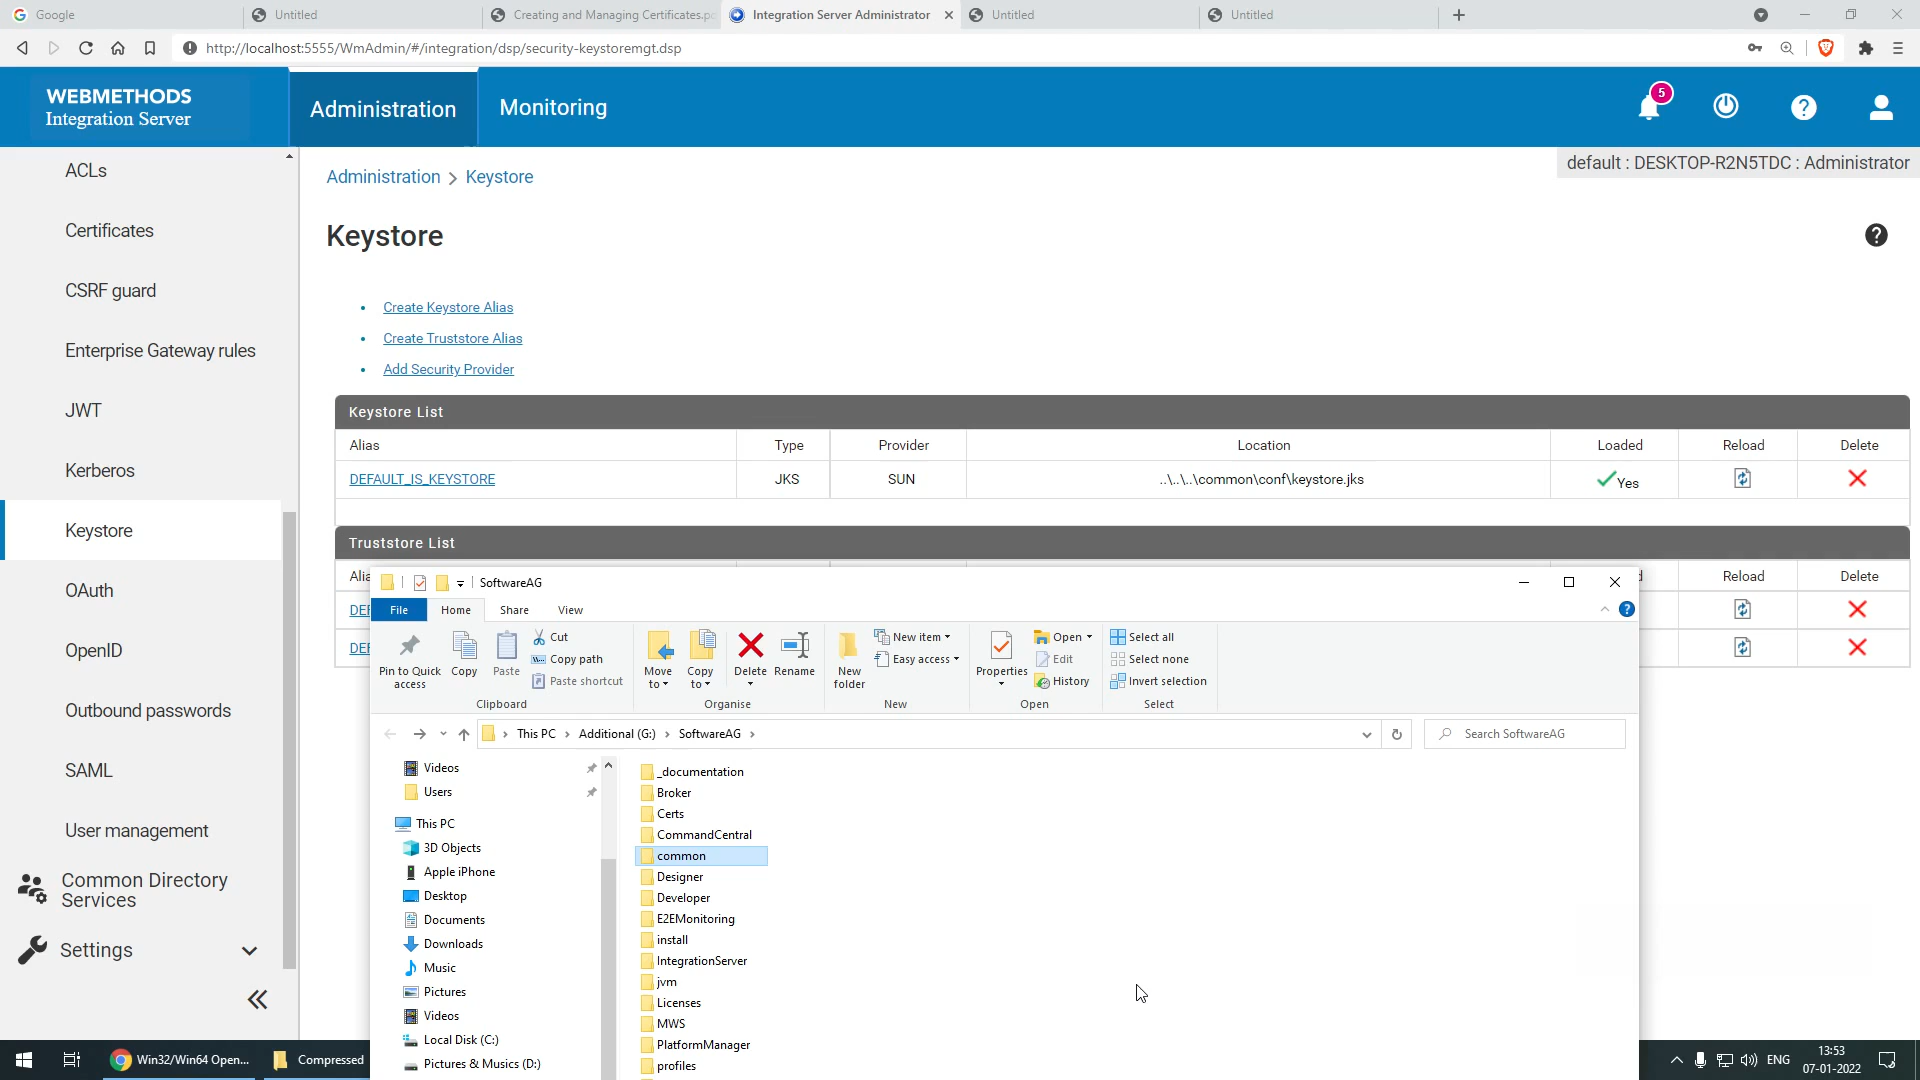 Google
Untitled
Creating and Managing Certificates.p
Integration Server Administrator
Untitled
Untitled
http://localhost:5555/WmAdmin/#/integration/dsp/security-keystoremgt.dsp
WEBMETHODS
Integration Server
Administration
Monitoring
5
default : DESKTOP-R2N5TDC : Administrator
ACLs
Certificates
CSRF guard
Enterprise Gateway rules
JWT
Kerberos
Keystore
OAuth
OpenID
Outbound passwords
SAML
User management
Common Directory
Services
Settings
Administration > Keystore
Keystore
• Create Keystore Alias
• Create Truststore Alias
• Add Security Provider
Keystore List
Alias Type Provider Location Loaded Reload Delete
DEFAULT_IS_KEYSTORE JKS SUN ..\..\..\common\conf\keystore.jks Yes
Truststore List
Alia d Reload Delete
DEF
DEF
SoftwareAG
File Home Share View
Pin to Quick
access
Copy
Paste
Cut
Copy path
Paste shortcut
Clipboard
Move
to
Copy
to
Delete
Rename
Organise
New
folder
New item
Easy access
New
Properties
Open
Edit
History
Open
Select all
Select none
Invert selection
Select
This PC > Additional (G:) > SoftwareAG >
Search SoftwareAG
Videos
Users
This PC
3D Objects
Apple iPhone
Desktop
Documents
Downloads
Music
Pictures
Videos
Local Disk (C:)
Pictures & Musics (D:)
_documentation
Broker
Certs
CommandCentral
common
Designer
Developer
E2EMonitoring
install
IntegrationServer
jvm
Licenses
MWS
PlatformManager
profiles
Win32/Win64 Open...
Compressed
ENG
13:53
07-01-2022